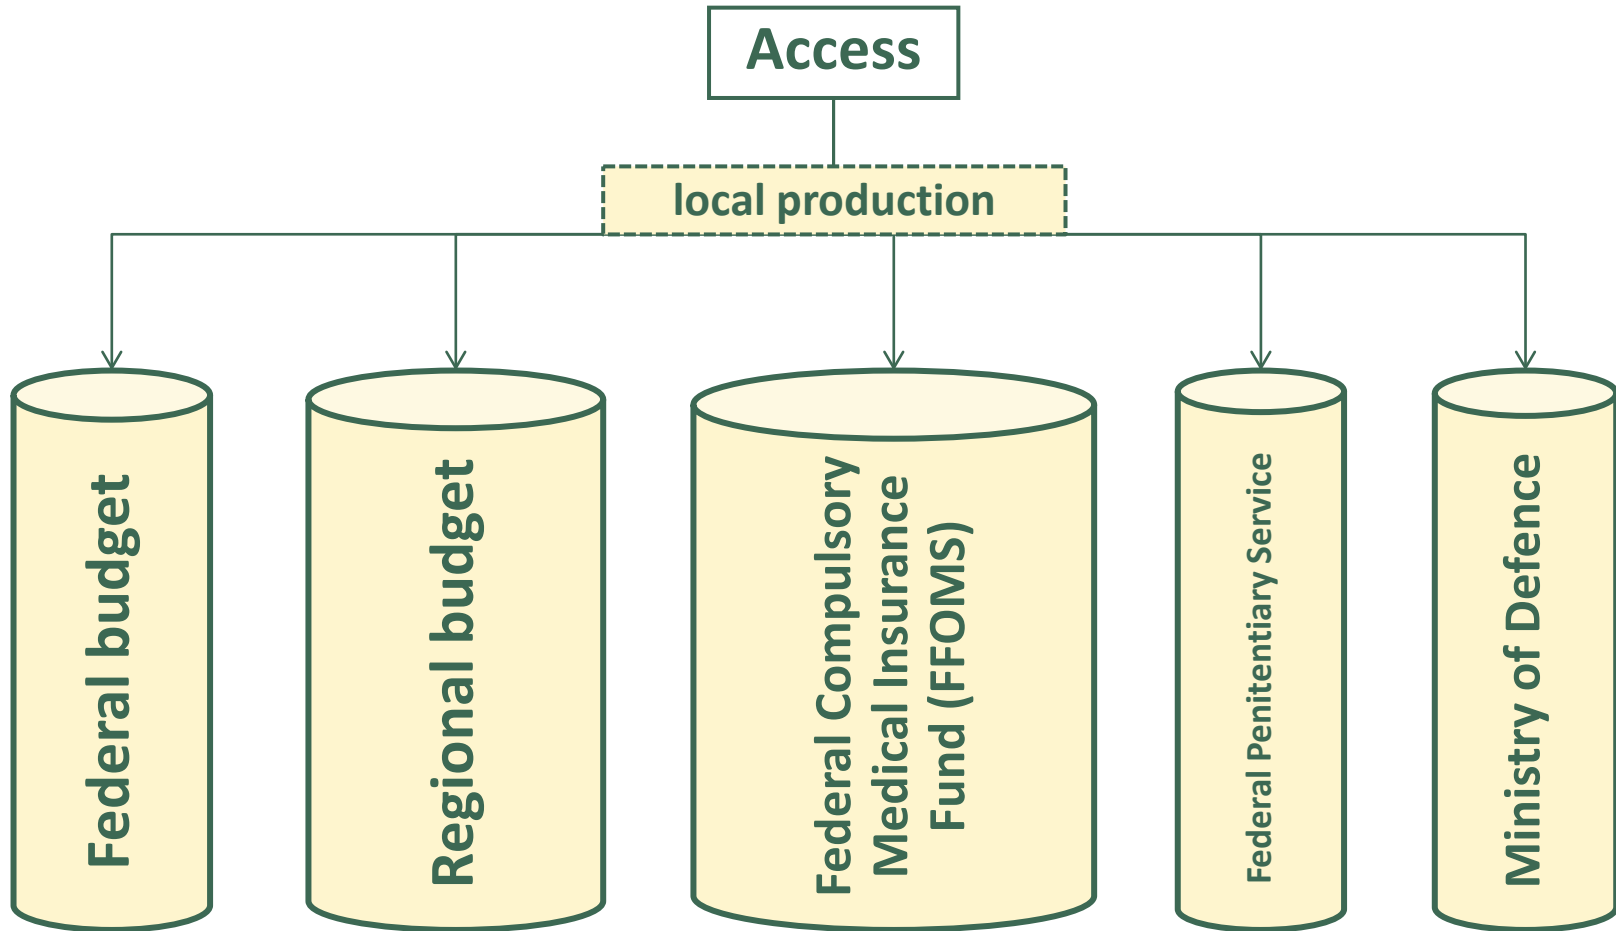 Access
local production
Federal budget
Regional budget
Federal Compulsory
Medical Insurance
Fund (FFOMS)
Federal Penitentiary Service
Ministry of Defence